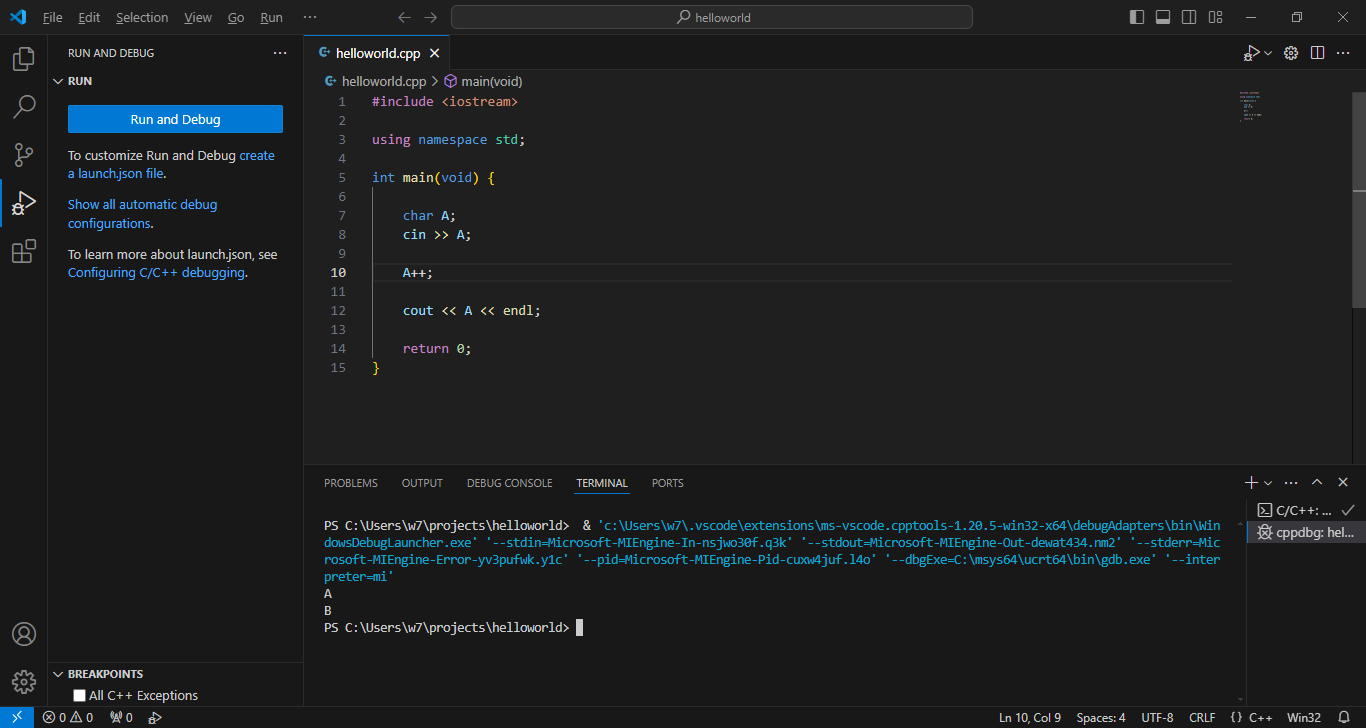 File Edit Selection View Go Run ··· helloworld
RUN AND DEBUG ···
RUN
Run and Debug
To customize Run and Debug create
a launch.json file.
Show all automatic debug
configurations.
To learn more about launch.json, see
Configuring C/C++ debugging.
BREAKPOINTS
All C++ Exceptions
helloworld.cpp
helloworld.cpp > main(void)
1 #include <iostream>
2
3 using namespace std;
4
5 int main(void) {
6
7 char A;
8 cin >> A;
9
10 A++;
11
12 cout << A << endl;
13
14 return 0;
15 }
PROBLEMS OUTPUT DEBUG CONSOLE TERMINAL PORTS
PS C:\Users\w7\projects\helloworld>  & 'c:\Users\w7\.vscode\extensions\ms-vscode.cpptools-1.20.5-win32-x64\debugAdapters\bin\Win
dowsDebugLauncher.exe' '--stdin=Microsoft-MIEngine-In-nsjwo30f.q3k' '--stdout=Microsoft-MIEngine-Out-dewat434.nm2' '--stderr=Mic
rosoft-MIEngine-Error-yv3pufwk.y1c' '--pid=Microsoft-MIEngine-Pid-cuxw4juf.l4o' '--dbgExe=C:\msys64\ucrt64\bin\gdb.exe' '--inter
preter=mi'
A
B
PS C:\Users\w7\projects\helloworld>
C/C++: ...
cppdbg: hel...
0 0 0 Ln 10, Col 9 Spaces: 4 UTF-8 CRLF {} C++ Win32